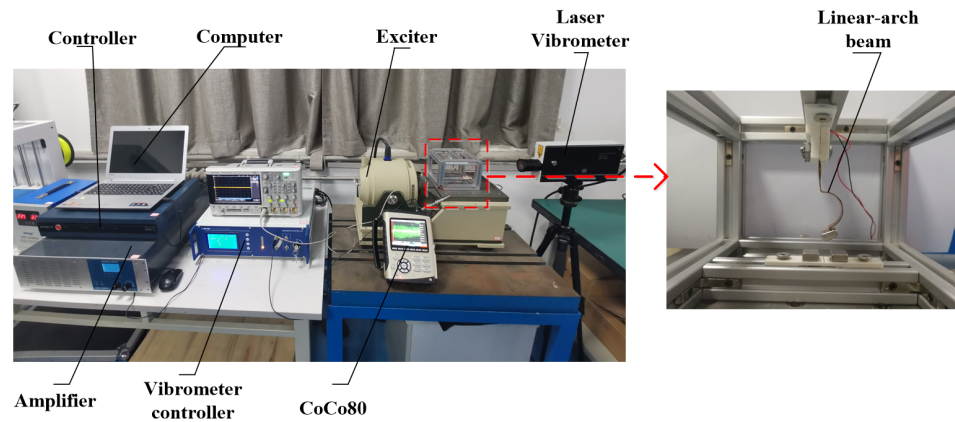 Controller
Computer
Exciter
Laser
Vibrometer
Linear-arch
beam
Amplifier
Vibrometer
controller
CoCo80